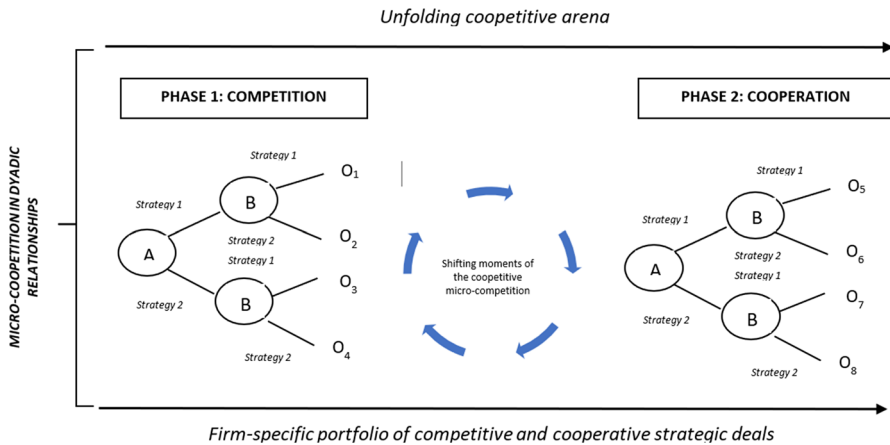 Unfolding coopetitive arena
MICRO-COOPETITION IN DYADIC
RELATIONSHIPS
PHASE 1: COMPETITION
Strategy 1
O1
Strategy 1
B
A
Strategy 2
O2
Strategy 1
O3
Strategy 2
B
Strategy 2
O4
Shifting moments of
the coopetitive
micro-competition
PHASE 2: COOPERATION
Strategy 1
O5
Strategy 1
B
A
Strategy 2
O6
Strategy 1
O7
Strategy 2
B
Strategy 2
O8
Firm-specific portfolio of competitive and cooperative strategic deals